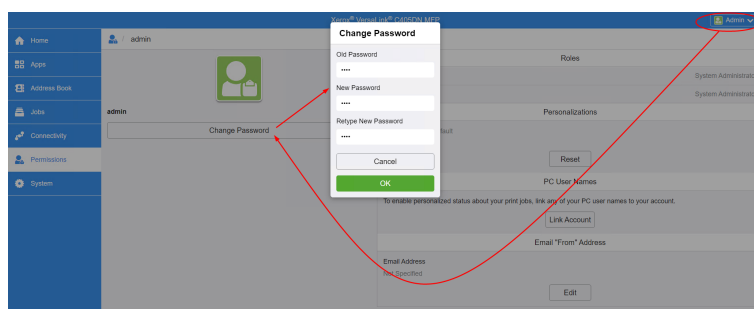 Xerox® VersaLink® C405DN MFP
Admin
Home
Apps
Address Book
Jobs
Connectivity
Permissions
System
admin
admin
Change Password
Change Password
Old Password
••••
New Password
••••
Retype New Password
••••
Cancel
OK
Roles
System Administrato
System Administrato
Personalizations
Reset
PC User Names
To enable personalized status about your print jobs, link any of your PC user names to your account.
Link Account
Email "From" Address
Email Address
Not Specified
Edit